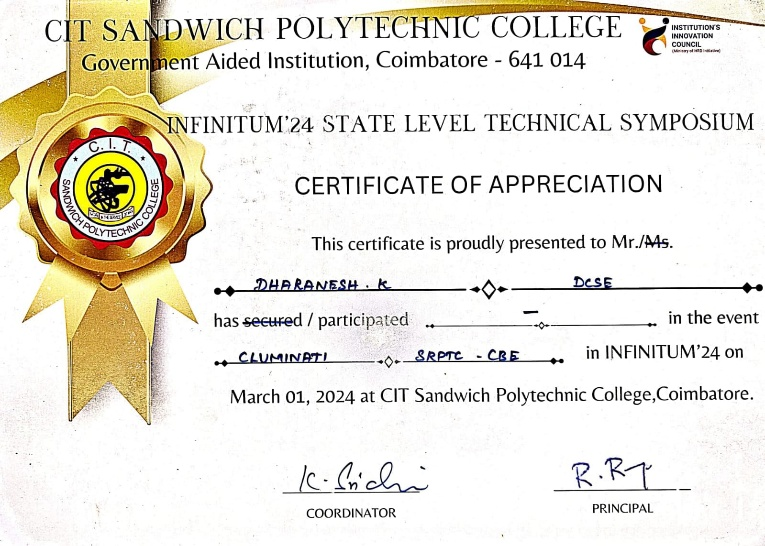 CIT SANDWICH POLYTECHNIC COLLEGE
INSTITUTION'S
INNOVATION
COUNCIL
(Ministry of HRD Initiative)
Government Aided Institution, Coimbatore - 641 014
INFINITUM'24 STATE LEVEL TECHNICAL SYMPOSIUM
C.I.T.
SANDWICH POLYTECHNIC COLLEGE
CERTIFICATE OF APPRECIATION
This certificate is proudly presented to Mr./Ms.
DHARANESH . K DCSE
has secured / participated - in the event
CLUMINATI SRPTC - CBE in INFINITUM'24 on
March 01, 2024 at CIT Sandwich Polytechnic College,Coimbatore.
K. Sridhi
R. Ry
COORDINATOR
PRINCIPAL